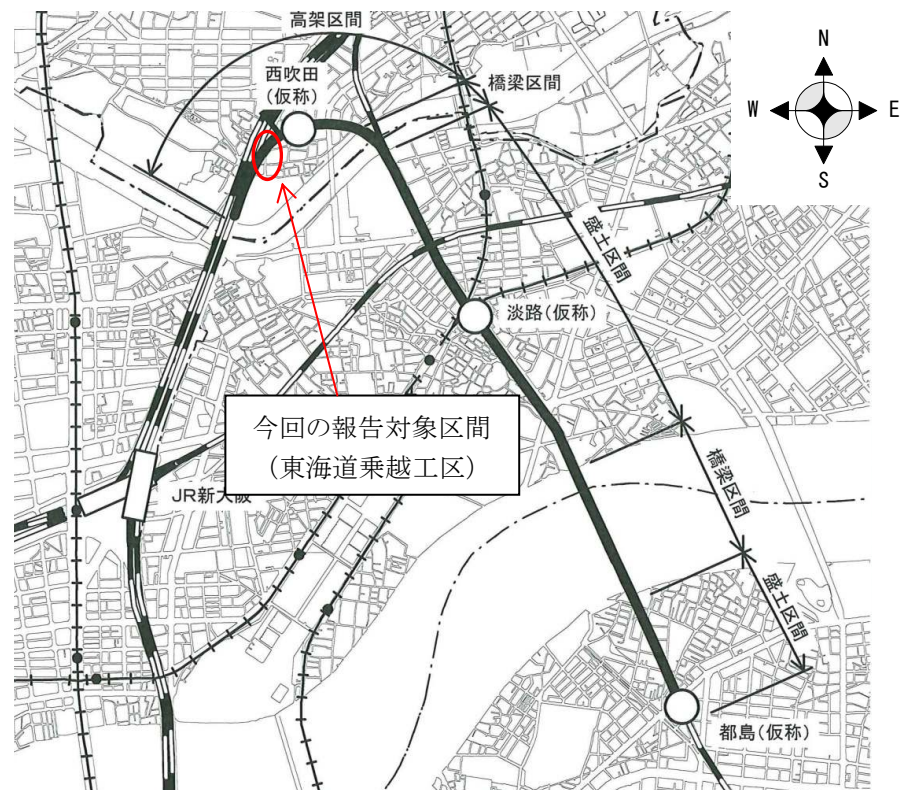 高架区間
西吹田
(仮称)
橋梁区間
N
W
E
S
盛土区間
淡路(仮称)
今回の報告対象区間
(東海道乗越工区)
JR新大阪
橋梁区間
盛土区間
都島(仮称)